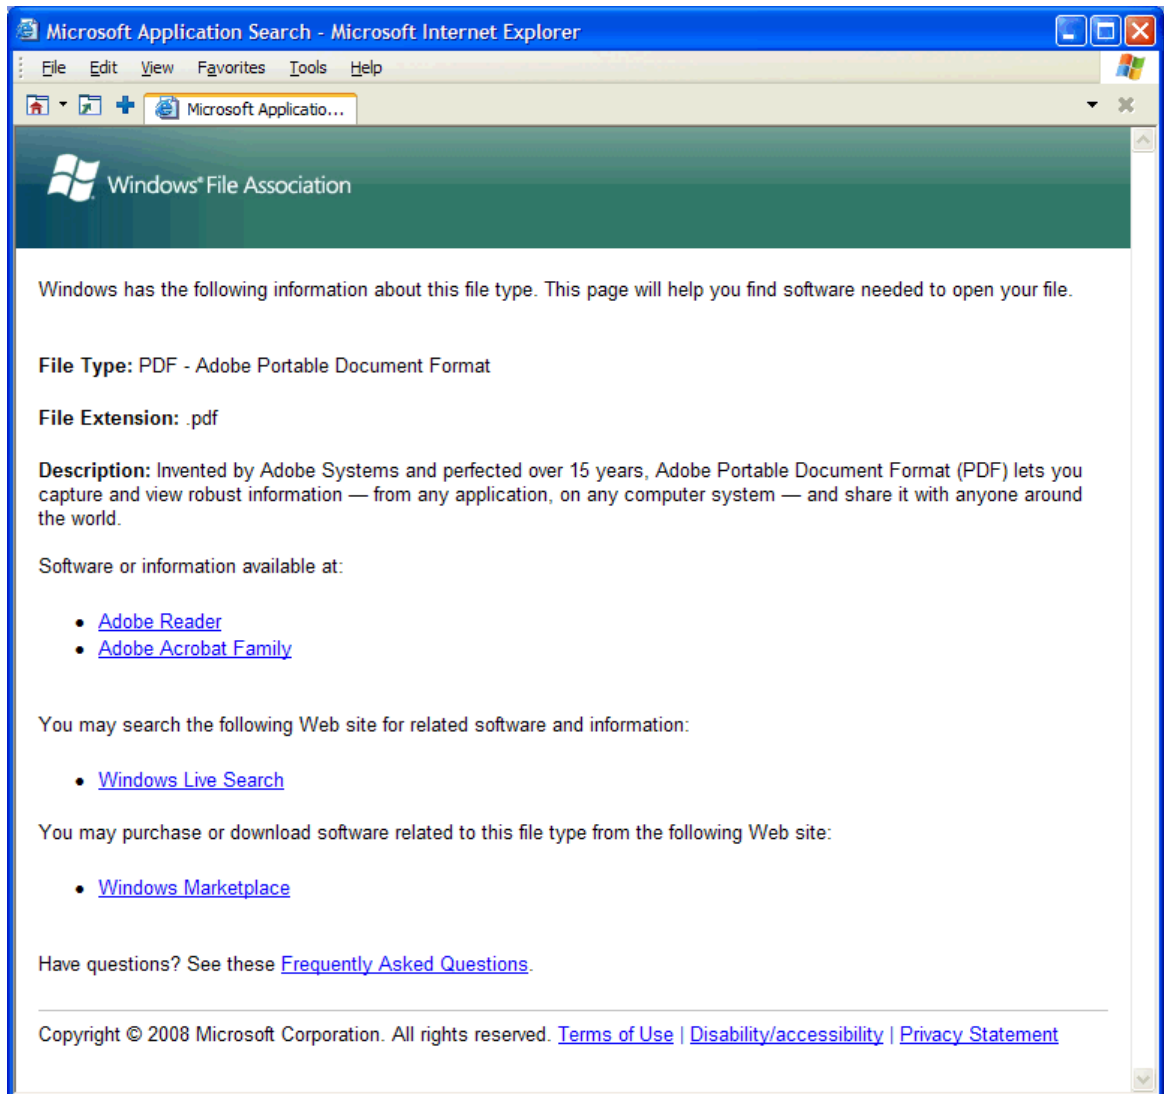 Microsoft Application Search - Microsoft Internet Explorer
File Edit View Favorites Tools Help
Microsoft Applicatio...
Windows® File Association
Windows has the following information about this file type. This page will help you find software needed to open your file.
File Type: PDF - Adobe Portable Document Format
File Extension: .pdf
Description: Invented by Adobe Systems and perfected over 15 years, Adobe Portable Document Format (PDF) lets you
capture and view robust information — from any application, on any computer system — and share it with anyone around
the world.
Software or information available at:
• Adobe Reader
• Adobe Acrobat Family
You may search the following Web site for related software and information:
• Windows Live Search
You may purchase or download software related to this file type from the following Web site:
• Windows Marketplace
Have questions? See these Frequently Asked Questions.
Copyright © 2008 Microsoft Corporation. All rights reserved. Terms of Use | Disability/accessibility | Privacy Statement